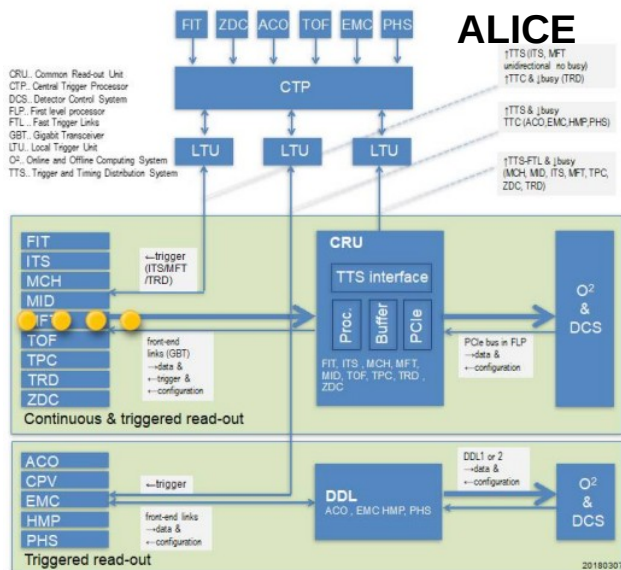 ALICE
FIT ZDC ACO TOF EMC PHS
CTP
LTU LTU LTU
CRU.. Common Read-out Unit
CTP.. Central Trigger Processor
DCS.. Detector Control System
FLP.. First level processor
FTL .. Fast Trigger Links
GBT.. Gigabit Transceiver
LTU.. Local Trigger Unit
O².. Online and Offline Computing System
TTS.. Trigger and Timing Distribution System
↑TTS (ITS, MFT
unidirectional no busy)
↑TTC & ↓busy (TRD)
↑TTS & ↓busy
TTC (ACO,EMC,HMP,PHS)
↑TTS-FTL & ↓busy
(MCH, MID, ITS, MFT, TPC,
ZDC, TRD)
FIT
ITS
MCH
MID
MFT
TOF
TPC
TRD
ZDC
Continuous & triggered read-out
←trigger
(ITS/MFT
/TRD)
front-end
links (GBT)
→data &
←trigger &
←configuration
CRU
TTS interface
Proc.
Buffer
PCIe
FIT, ITS , MCH, MFT,
MID, TOF, TPC, TRD ,
ZDC
PCIe bus in FLP
→data &
←configuration
O²
&
DCS
ACO
CPV
EMC
HMP
PHS
Triggered read-out
←trigger
front-end links
→data &
←configuration
DDL
ACO , EMC HMP, PHS
DDL1 or 2
→data &
←configuration
O²
&
DCS
20180307